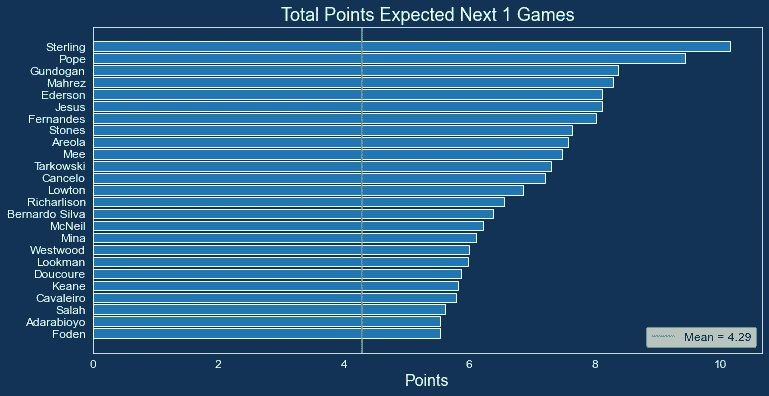 Total Points Expected Next 1 Games
Sterling
Pope
Gundogan
Mahrez
Ederson
Jesus
Fernandes
Stones
Areola
Mee
Tarkowski
Cancelo
Lowton
Richarlison
Bernardo Silva
McNeil
Mina
Westwood
Lookman
Doucoure
Keane
Cavaleiro
Salah
Adarabioyo
Foden
Mean = 4.29
0 2 4 6 8 10
Points